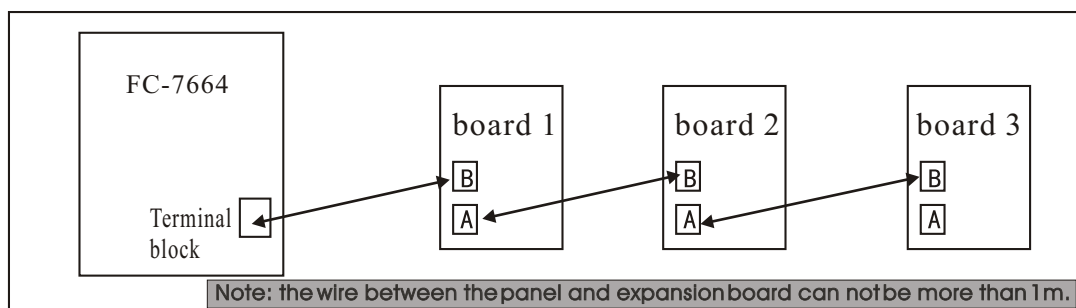 FC-7664
Terminal
block
board 1
B
A
board 2
B
A
board 3
B
A
Note: the wire between the panel and expansion board can not be more than 1m.